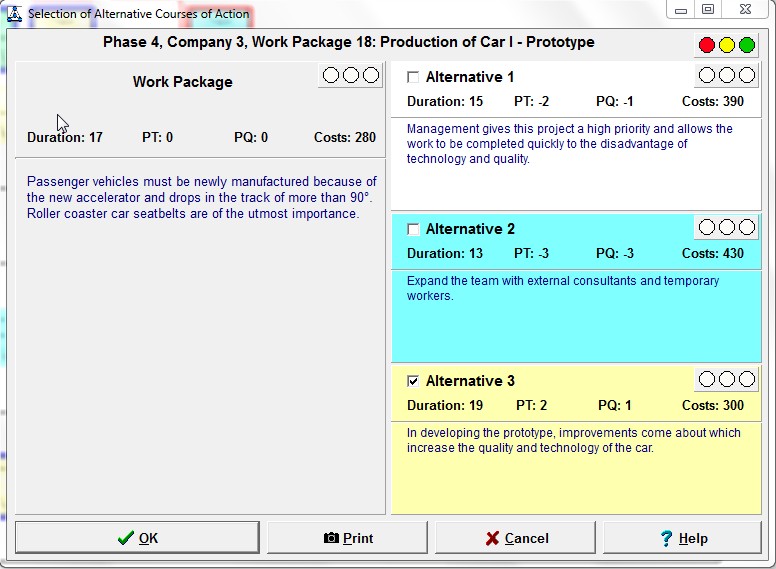 Selection of Alternative Courses of Action
Phase 4, Company 3, Work Package 18: Production of Car I - Prototype
Work Package
Duration: 17 PT: 0 PQ: 0 Costs: 280
Passenger vehicles must be newly manufactured because of
the new accelerator and drops in the track of more than 90°.
Roller coaster car seatbelts are of the utmost importance.
Alternative 1
Duration: 15 PT: -2 PQ: -1 Costs: 390
Management gives this project a high priority and allows the
work to be completed quickly to the disadvantage of
technology and quality.
Alternative 2
Duration: 13 PT: -3 PQ: -3 Costs: 430
Expand the team with external consultants and temporary
workers.
Alternative 3
Duration: 19 PT: 2 PQ: 1 Costs: 300
In developing the prototype, improvements come about which
increase the quality and technology of the car.
OK Print Cancel ? Help